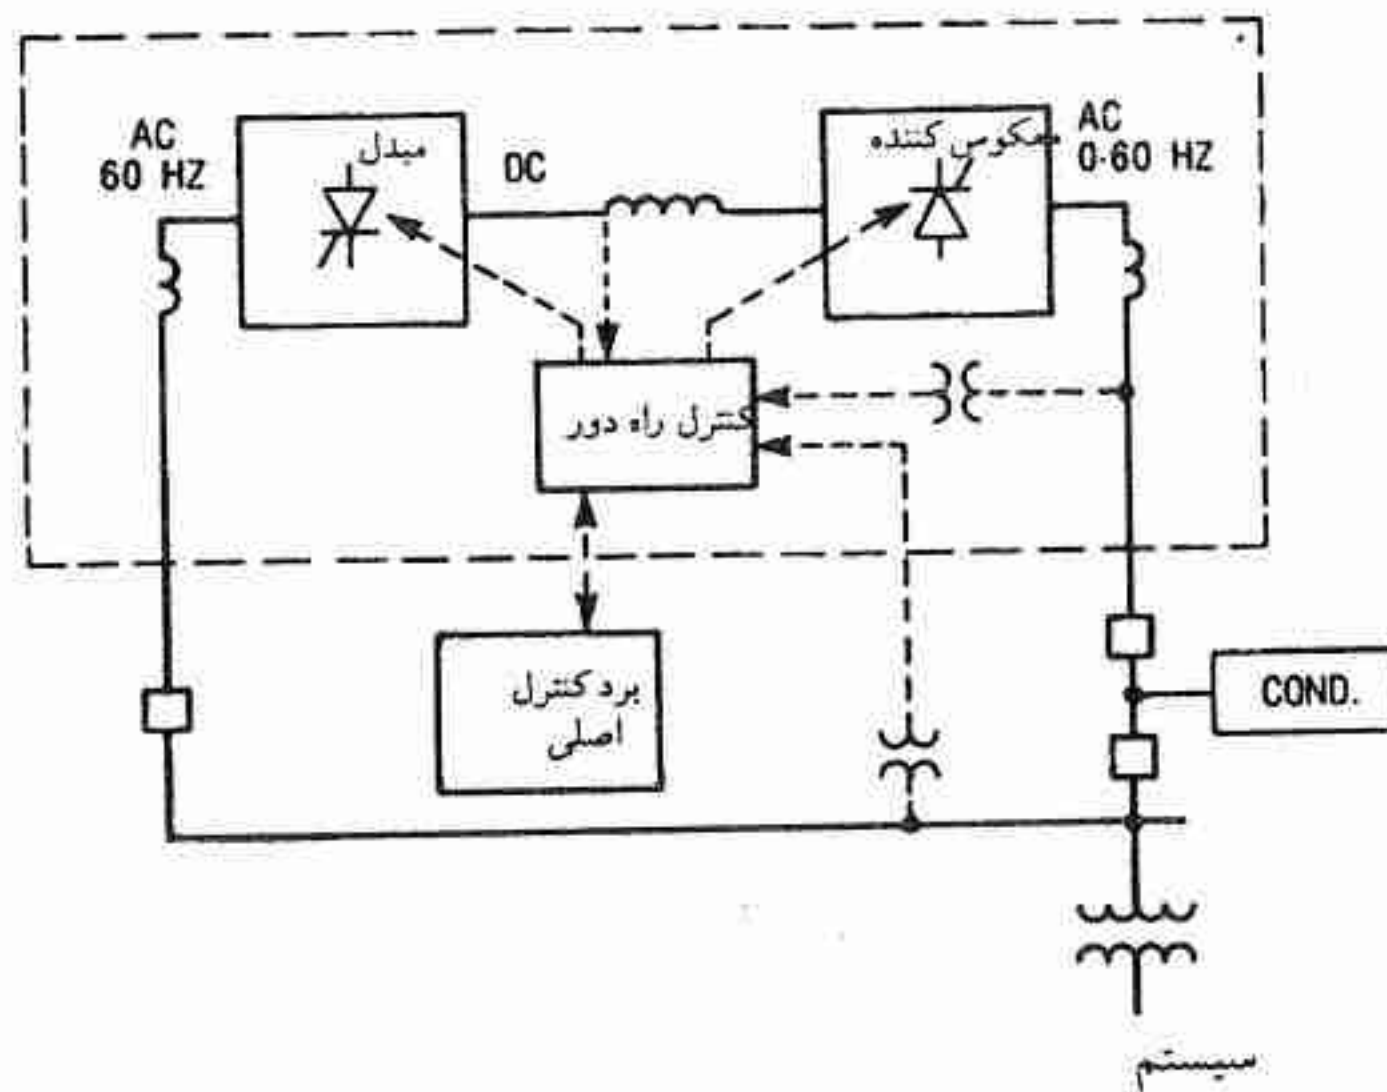 AC
60 HZ
مبدل
DC
معکوس کننده
AC
0-60 HZ
کنترل راه دور
برد کنترل
اصلی
COND.
سیستم